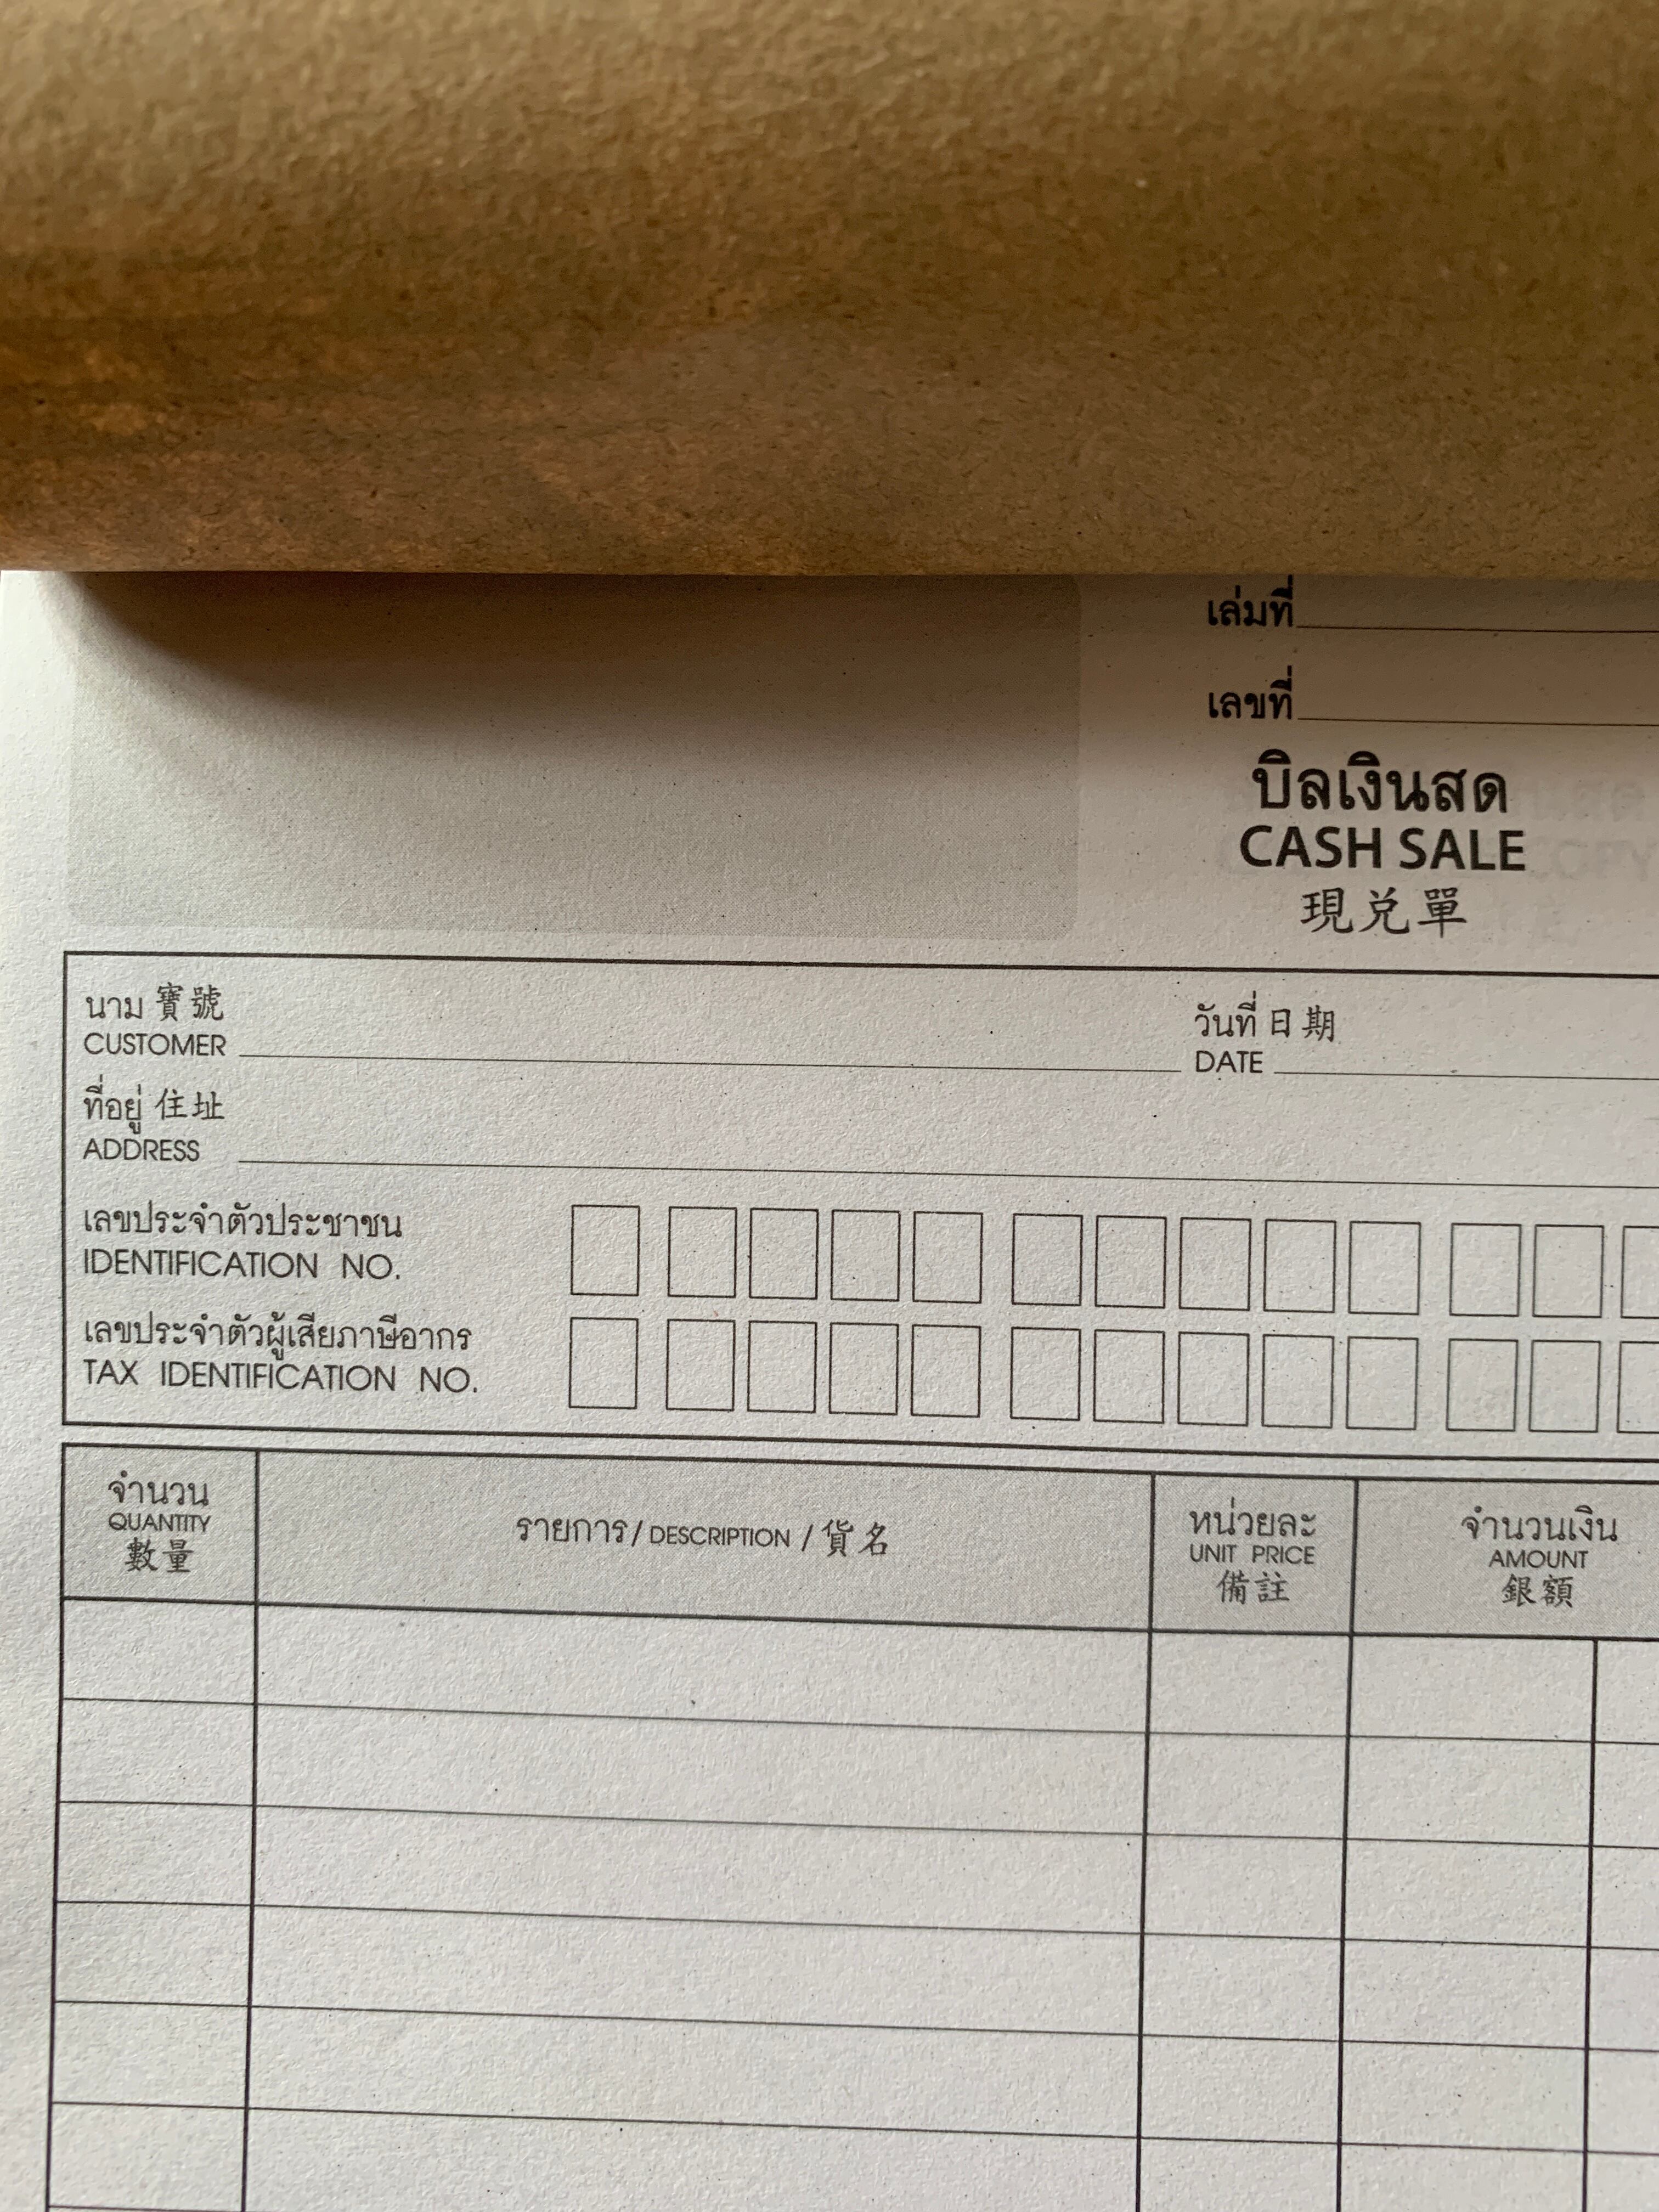 เล่มที่
เลขที่
บิลเงินสด
CASH SALE
現兑單
นาม 寶號
CUSTOMER
วันที่ 日期
DATE
ที่อยู่ 住址
ADDRESS
เลขประจำตัวประชาชน
IDENTIFICATION NO.
เลขประจำตัวผู้เสียภาษีอากร
TAX IDENTIFICATION NO.
จำนวน
QUANTITY
數量
รายการ/DESCRIPTION/貨名
หน่วยละ
UNIT PRICE
備註
จำนวนเงิน
AMOUNT
銀額